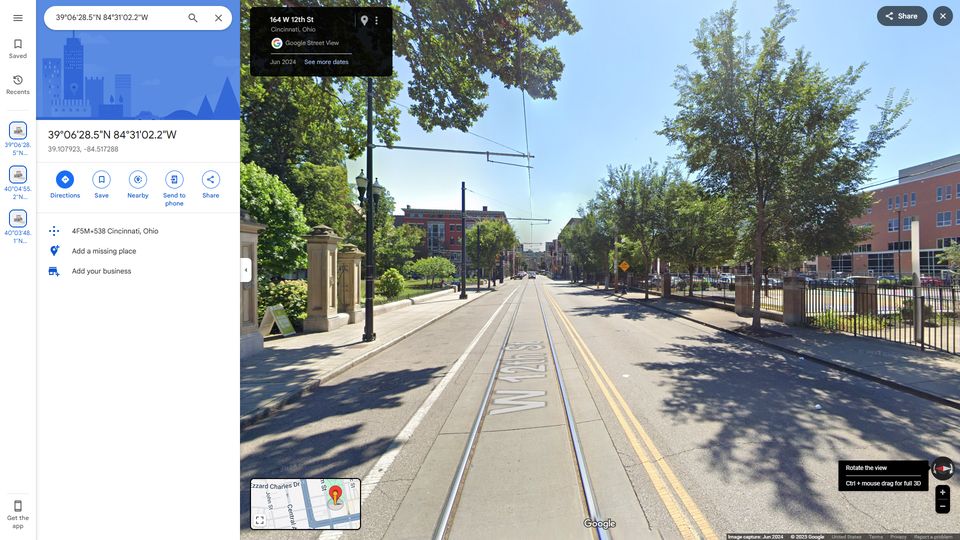 39°06'28.5"N 84°31'02.2"W
Saved
Recents
39°06'28.
5"N...
40°04'55.
2"N...
40°03'48.
1"N...
Get the
app
39°06'28.5"N 84°31'02.2"W
39.107923, -84.517288
Directions
Save
Nearby
Send to
phone
Share
4F5M+538 Cincinnati, Ohio
Add a missing place
Add your business
164 W 12th St
Cincinnati, Ohio
Google Street View
Jun 2024 See more dates
Share
W 12th St
Rotate the view
Ctrl + mouse drag for full 3D
zzard Charles Dr
John St
Central A
Google
Image capture: Jun 2024 © 2023 Google United States Terms Privacy Report a problem